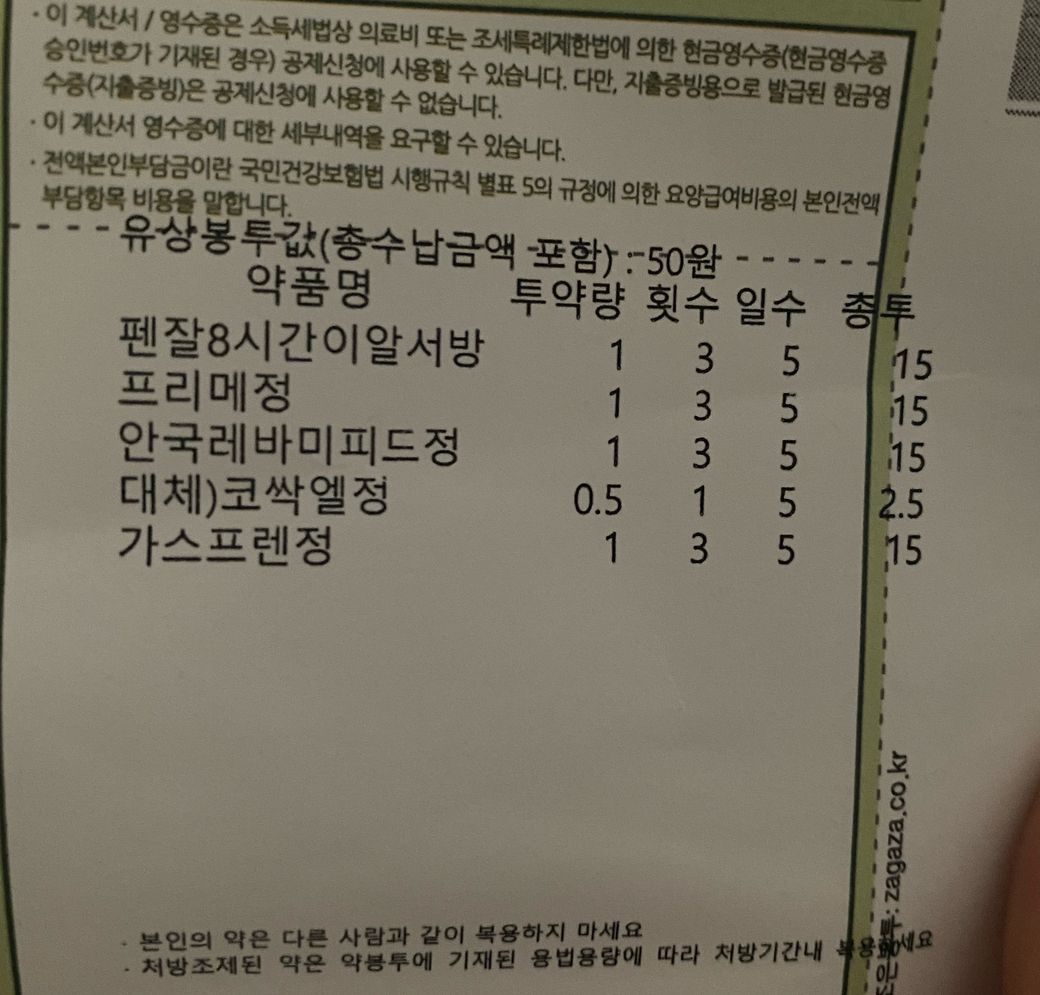 · 이 계산서 / 영수증은 소득세법상 의료비 또는 조세특례제한법에 의한 현금영수증(현금영수증
승인번호가 기재된 경우) 공제신청에 사용할 수 있습니다. 다만, 지출증빙용으로 발급된 현금영
수증(지출증빙)은 공제신청에 사용할 수 없습니다.
· 이 계산서 영수증에 대한 세부내역을 요구할 수 있습니다.
· 전액본인부담금이란 국민건강보험법 시행규칙 별표 5의 규정에 의한 요양급여비용의 본인전액
부담항목 비용을 말합니다.
유상봉투값(총수납금액 포함) : 50원
약품명 투약량 횟수 일수 총투
펜잘8시간이알서방 1 3 5 15
프리메정 1 3 5 15
안국레바미피드정 1 3 5 15
대체)코싹엘정 0.5 1 5 2.5
가스프렌정 1 3 5 15
· 본인의 약은 다른 사람과 같이 복용하지 마세요
· 처방조제된 약은 약봉투에 기재된 용법용량에 따라 처방기간내 복용하세요
: zagaza.co.kr